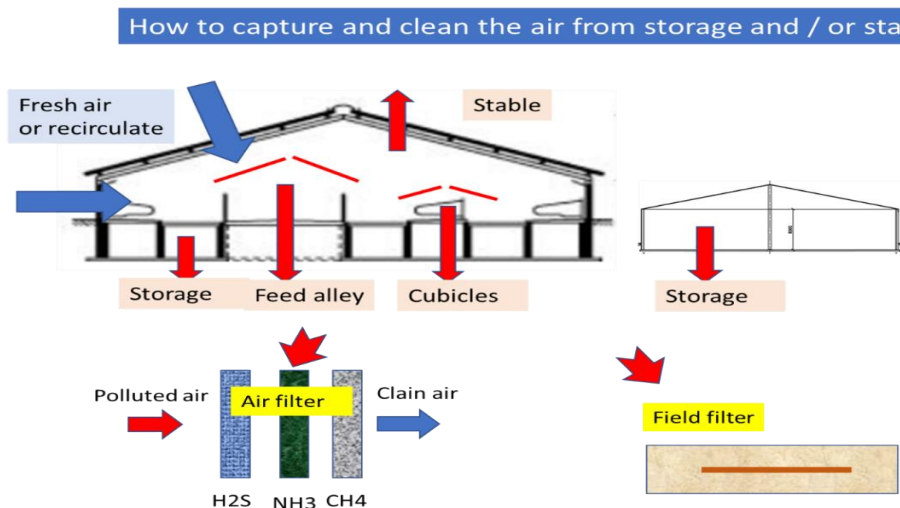 How to capture and clean the air from storage and / or sta
Fresh air
or recirculate
Stable
Storage
Feed alley
Cubicles
Storage
Polluted air
Air filter
Clain air
Field filter
H2S
NH3
CH4